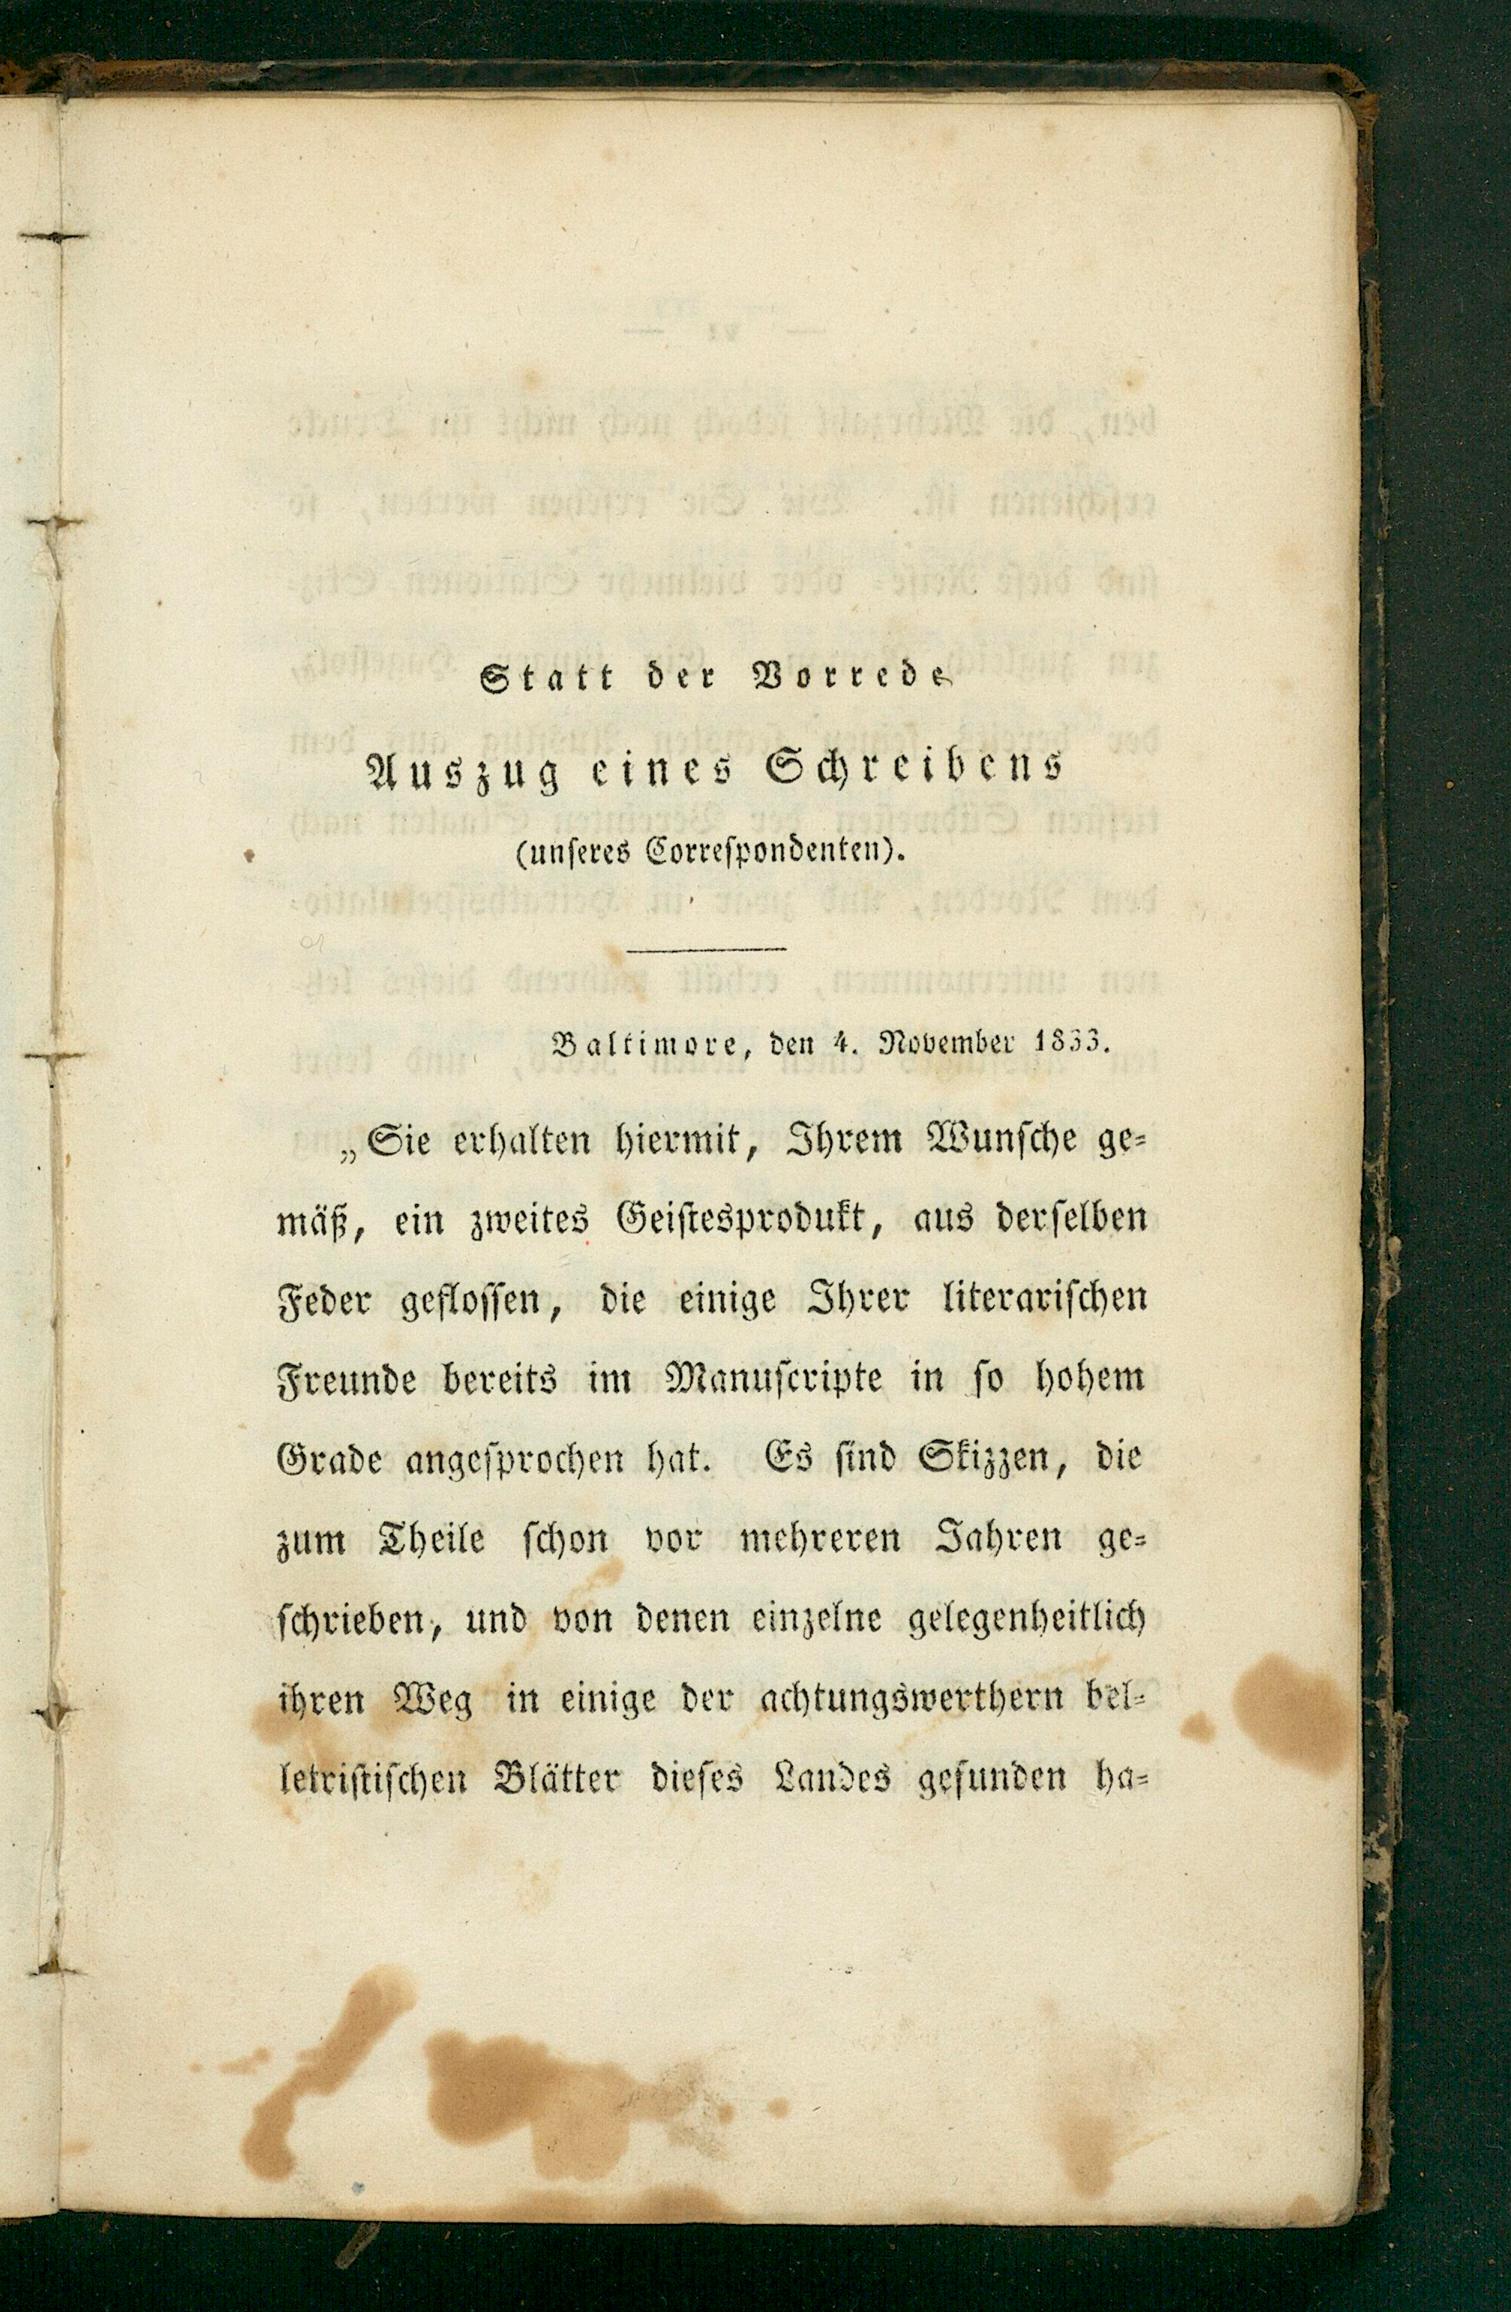 Statt der Vorrede
Auszug eines Schreibens
(unseres Correspondenten).
Baltimore, den 4. November 1833.
„Sie erhalten hiermit, Ihrem Wunsche ge-
mäß, ein zweites Geistesprodukt, aus derselben
Feder geflossen, die einige Ihrer literarischen
Freunde bereits im Manuscripte in so hohem
Grade angesprochen hat. Es sind Skizzen, die
zum Theile schon vor mehreren Jahren ge-
schrieben, und von denen einzelne gelegenheitlich
ihren Weg in einige der achtungswerthern bel-
letristischen Blätter dieses Landes gefunden ha-